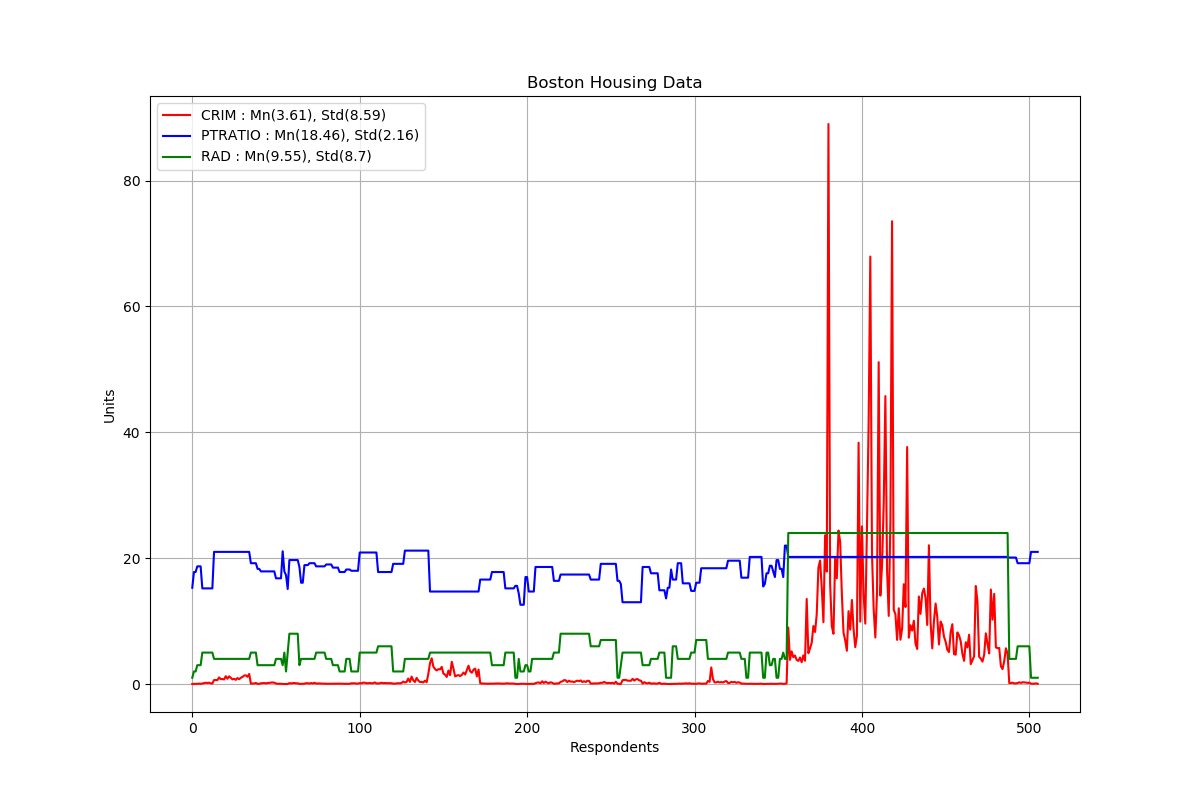 Boston Housing Data
CRIM : Mn(3.61), Std(8.59)
PTRATIO : Mn(18.46), Std(2.16)
RAD : Mn(9.55), Std(8.7)
80
60
40
20
0
Units
0 100 200 300 400 500
Respondents